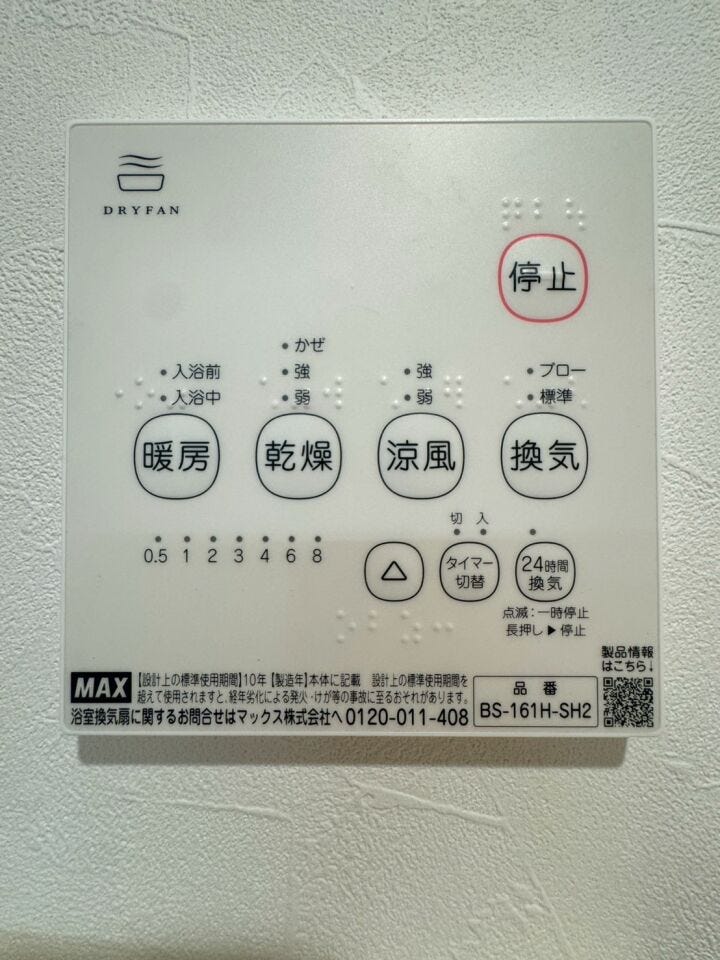 DRYFAN
停止
かぜ
入浴前
強
強
ブロー
入浴中
弱
弱
標準
暖房
乾燥
涼風
換気
切 入
0.5 1 2 3 4 6 8
△
タイマー
切替
24時間
換気
点滅:一時停止
長押し▶停止
製品情報
はこちら↓
MAX
【設計上の標準使用期間】10年【製造年】本体に記載 設計上の標準使用期間を
超えて使用されますと、経年劣化による発火・けが等の事故に至るおそれがあります。
浴室換気扇に関するお問合せはマックス株式会社へ 0120-011-408
品番
BS-161H-SH2